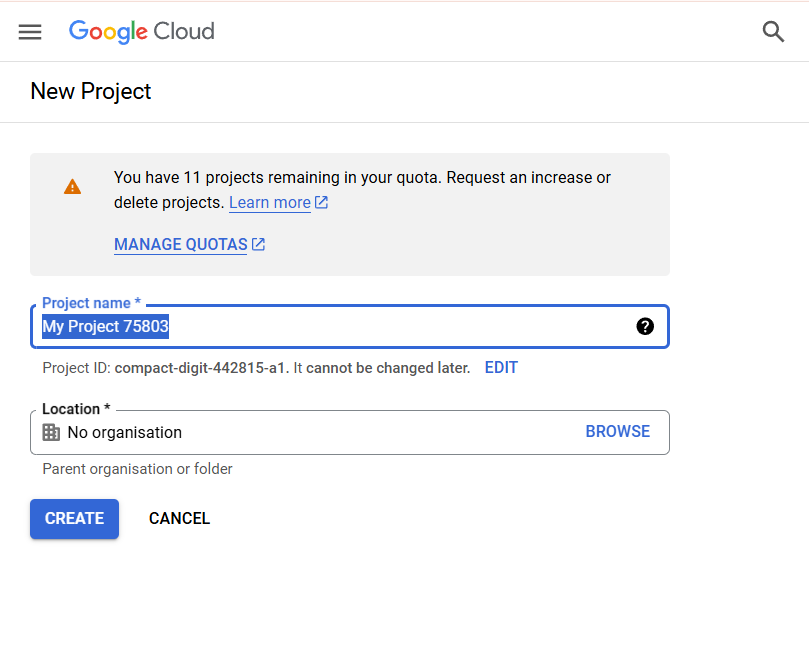 Google Cloud
New Project
You have 11 projects remaining in your quota. Request an increase or
delete projects. Learn more
MANAGE QUOTAS
Project name *
My Project 75803
Project ID: compact-digit-442815-a1. It cannot be changed later. EDIT
Location *
No organisation BROWSE
Parent organisation or folder
CREATE CANCEL